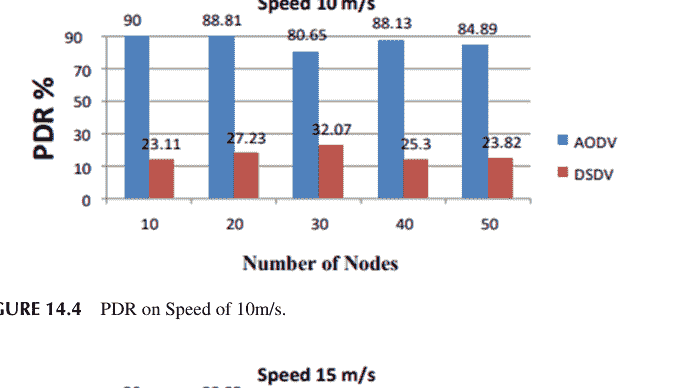 Speed 10 m/s
90 88.81 80.65 88.13 84.89
90
70
50
30
10
0
PDR %
23.11 27.23 32.07 25.3 23.82
AODV
DSDV
10 20 30 40 50
Number of Nodes
GURE 14.4 PDR on Speed of 10m/s.
Speed 15 m/s